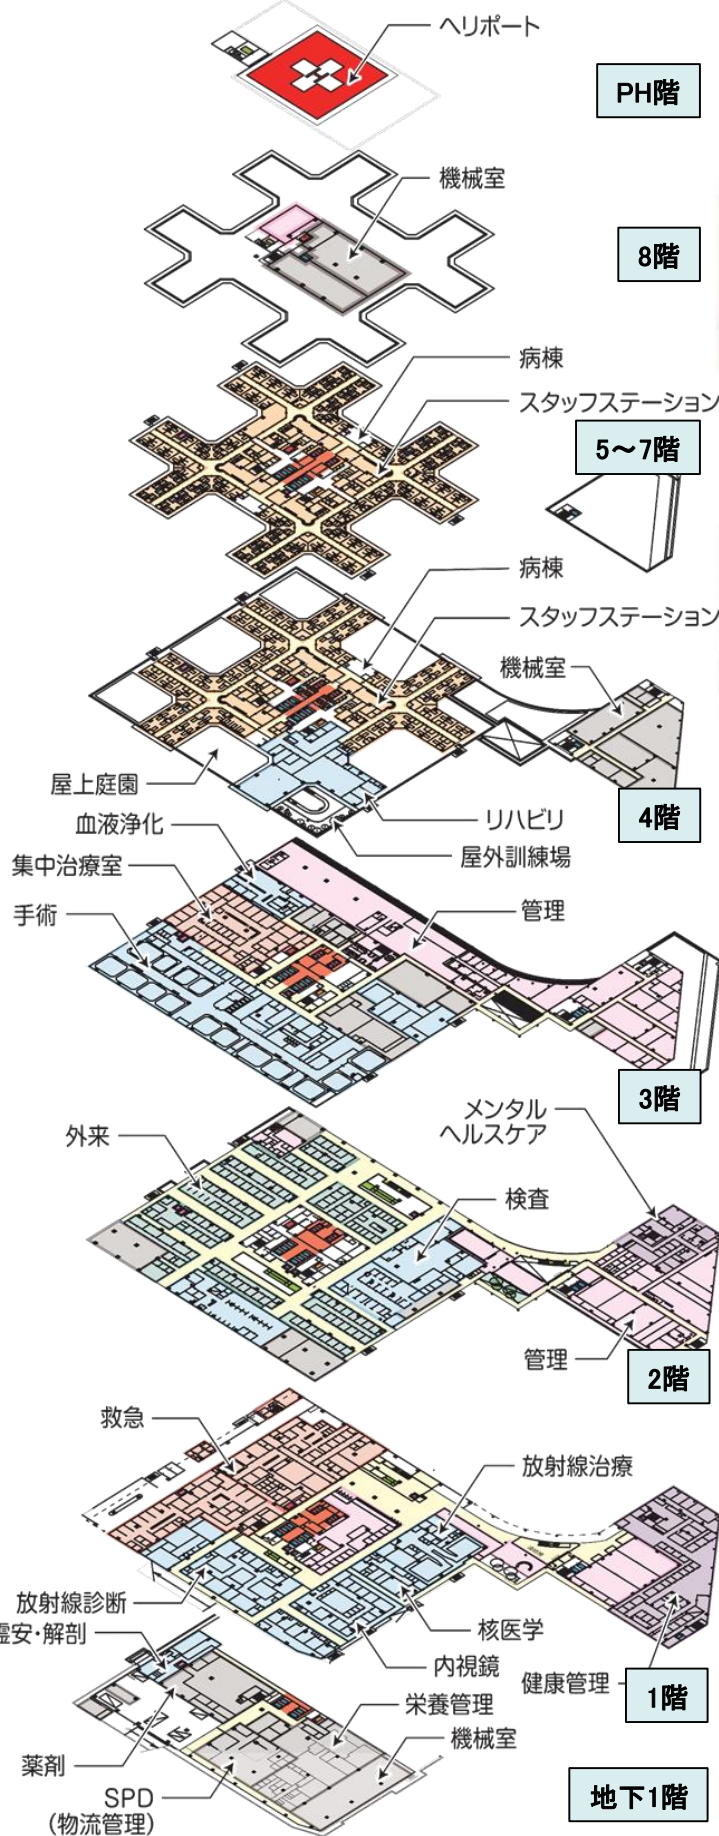 ヘリポート
PH階
機械室
8階
病棟
スタッフステーション
5～7階
病棟
スタッフステーション
機械室
屋上庭園
4階
血液浄化
リハビリ
集中治療室
屋外訓練場
手術
管理
3階
メンタル
ヘルスケア
外来
検査
管理
2階
救急
放射線治療
放射線診断
霊安・解剖
核医学
内視鏡
健康管理
1階
栄養管理
機械室
薬剤
SPD
(物流管理)
地下1階